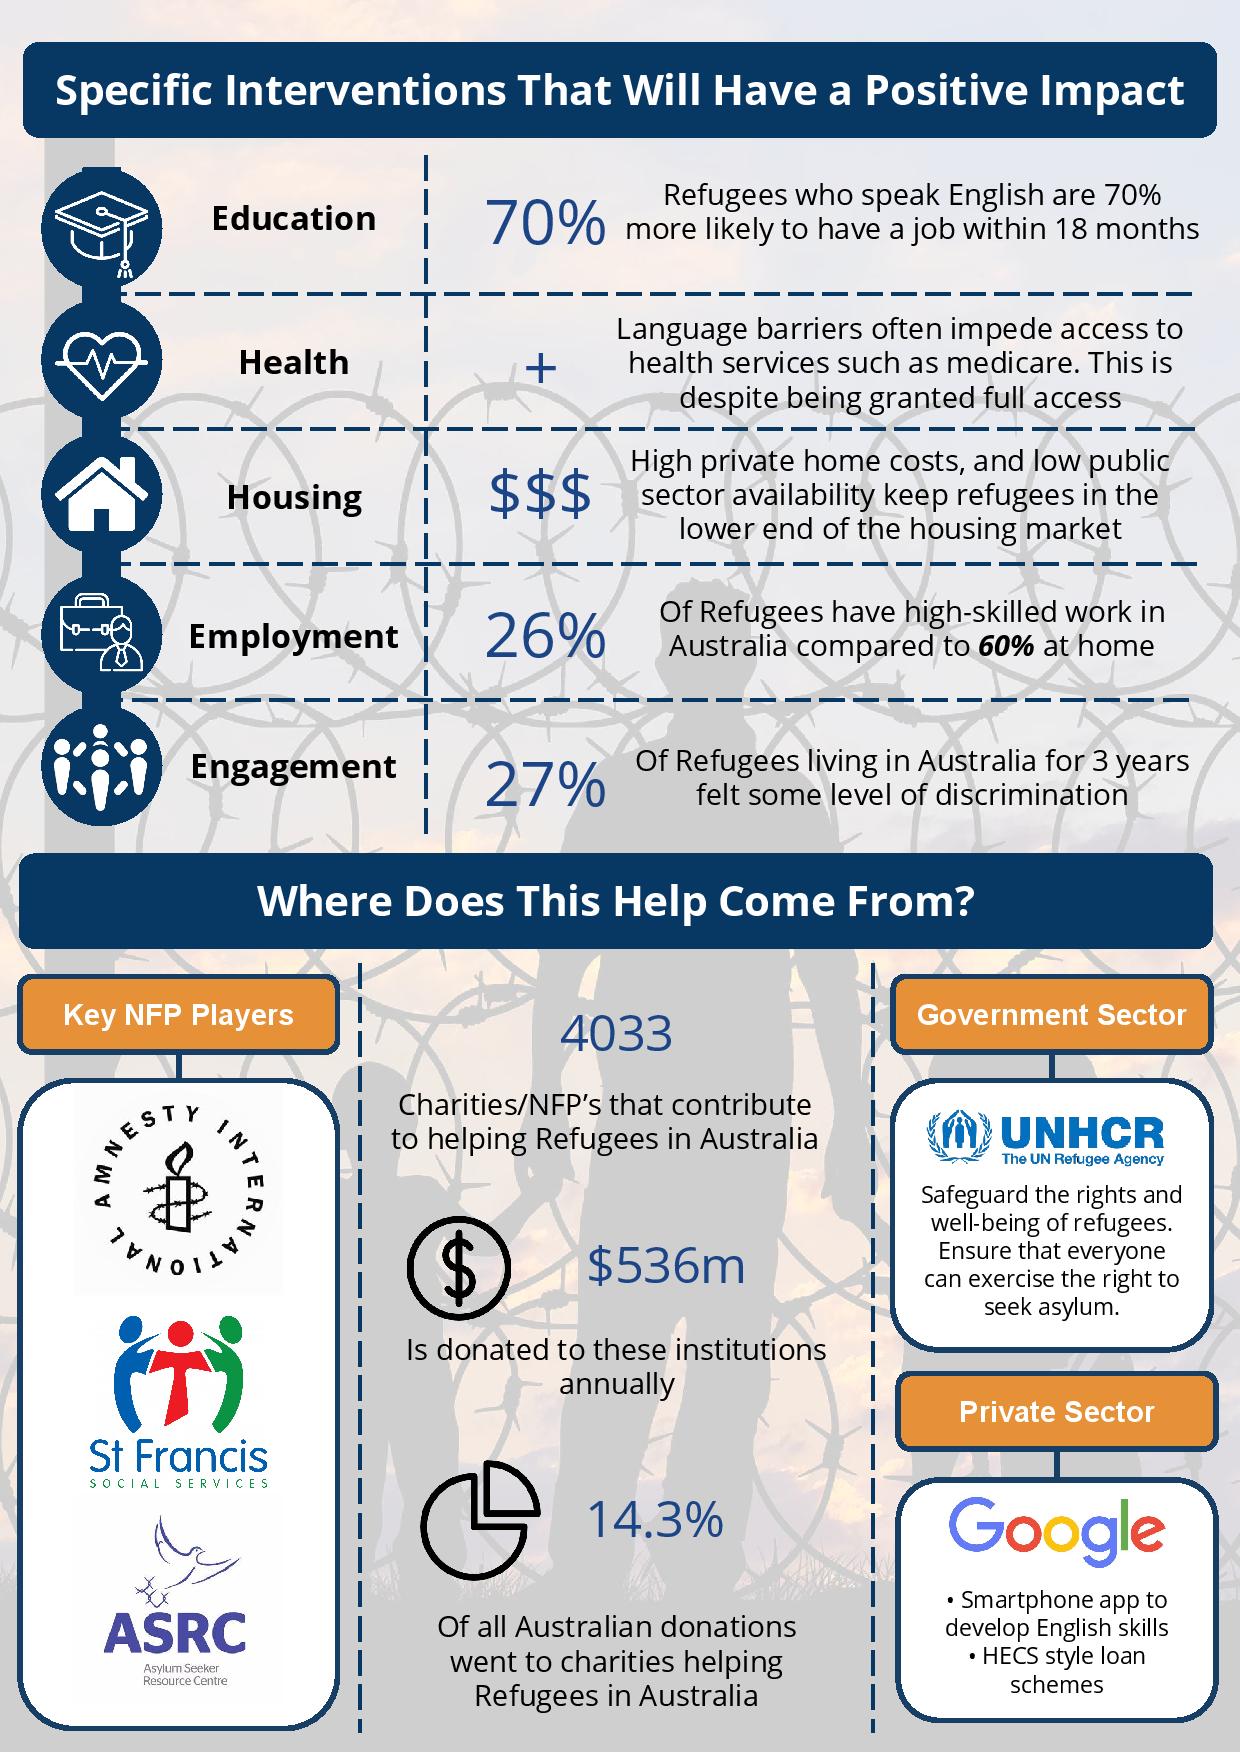 Specific Interventions That Will Have a Positive Impact
Education
70%
Refugees who speak English are 70%
more likely to have a job within 18 months
Health
+
Language barriers often impede access to
health services such as medicare. This is
despite being granted full access
Housing
$$$
High private home costs, and low public
sector availability keep refugees in the
lower end of the housing market
Employment
26%
Of Refugees have high-skilled work in
Australia compared to 60% at home
Engagement
27%
Of Refugees living in Australia for 3 years
felt some level of discrimination
Where Does This Help Come From?
Key NFP Players
AMNESTY INTERNATIONAL
St Francis
SOCIAL SERVICES
ASRC
Asylum Seeker
Resource Centre
4033
Charities/NFP's that contribute
to helping Refugees in Australia
$
$536m
Is donated to these institutions
annually
14.3%
Of all Australian donations
went to charities helping
Refugees in Australia
Government Sector
UNHCR
The UN Refugee Agency
Safeguard the rights and
well-being of refugees.
Ensure that everyone
can exercise the right to
seek asylum.
Private Sector
Google
• Smartphone app to
develop English skills
• HECS style loan
schemes